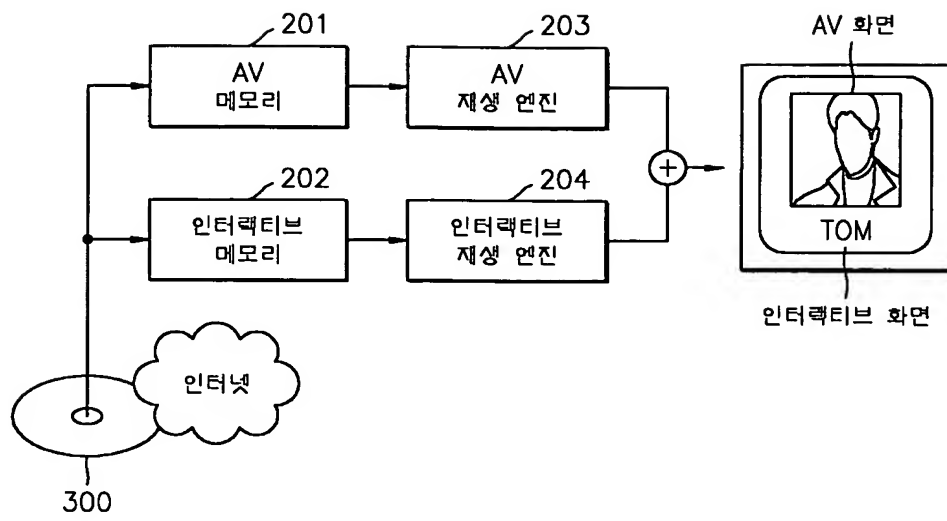 201
AV
메모리
203
AV
재생 엔진
AV 화면
202
인터랙티브
메모리
204
인터랙티브
재생 엔진
+
TOM
인터랙티브 화면
인터넷
300